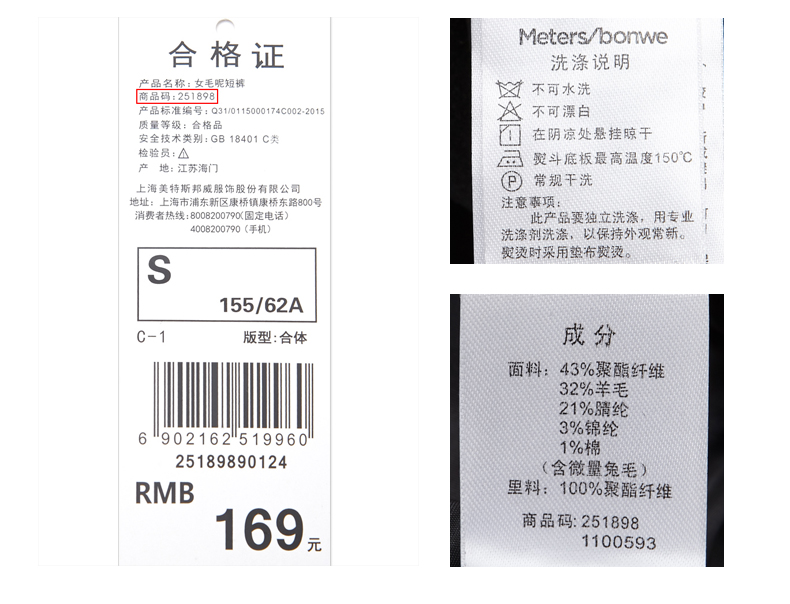 合格证
产品名称:女毛呢短裤
商品码:251898
产品标准编号:Q31/0115000174C002-2015
质量等级:合格品
安全技术类别:GB 18401 C类
检验员:
产 地:江苏海门
上海美特斯邦威服饰股份有限公司
地址:上海市浦东新区康桥镇康桥东路800号
消费者热线:8008200790(固定电话)
4008200790(手机)
S
155/62A
C-1 版型:合体
6 902162 519960
25189890124
RMB
169元
Meters/bonwe
洗涤说明
不可水洗
不可漂白
在阴凉处悬挂晾干
熨斗底板最高温度150℃
P 常规干洗
注意事项:
此产品要独立洗涤,用专业
洗涤剂洗涤,以保持外观常新。
熨烫时采用垫布熨烫。
成分
面料:43%聚酯纤维
32%羊毛
21%腈纶
3%锦纶
1%棉
(含微量兔毛)
里料:100%聚酯纤维
商品码:251898
1100593